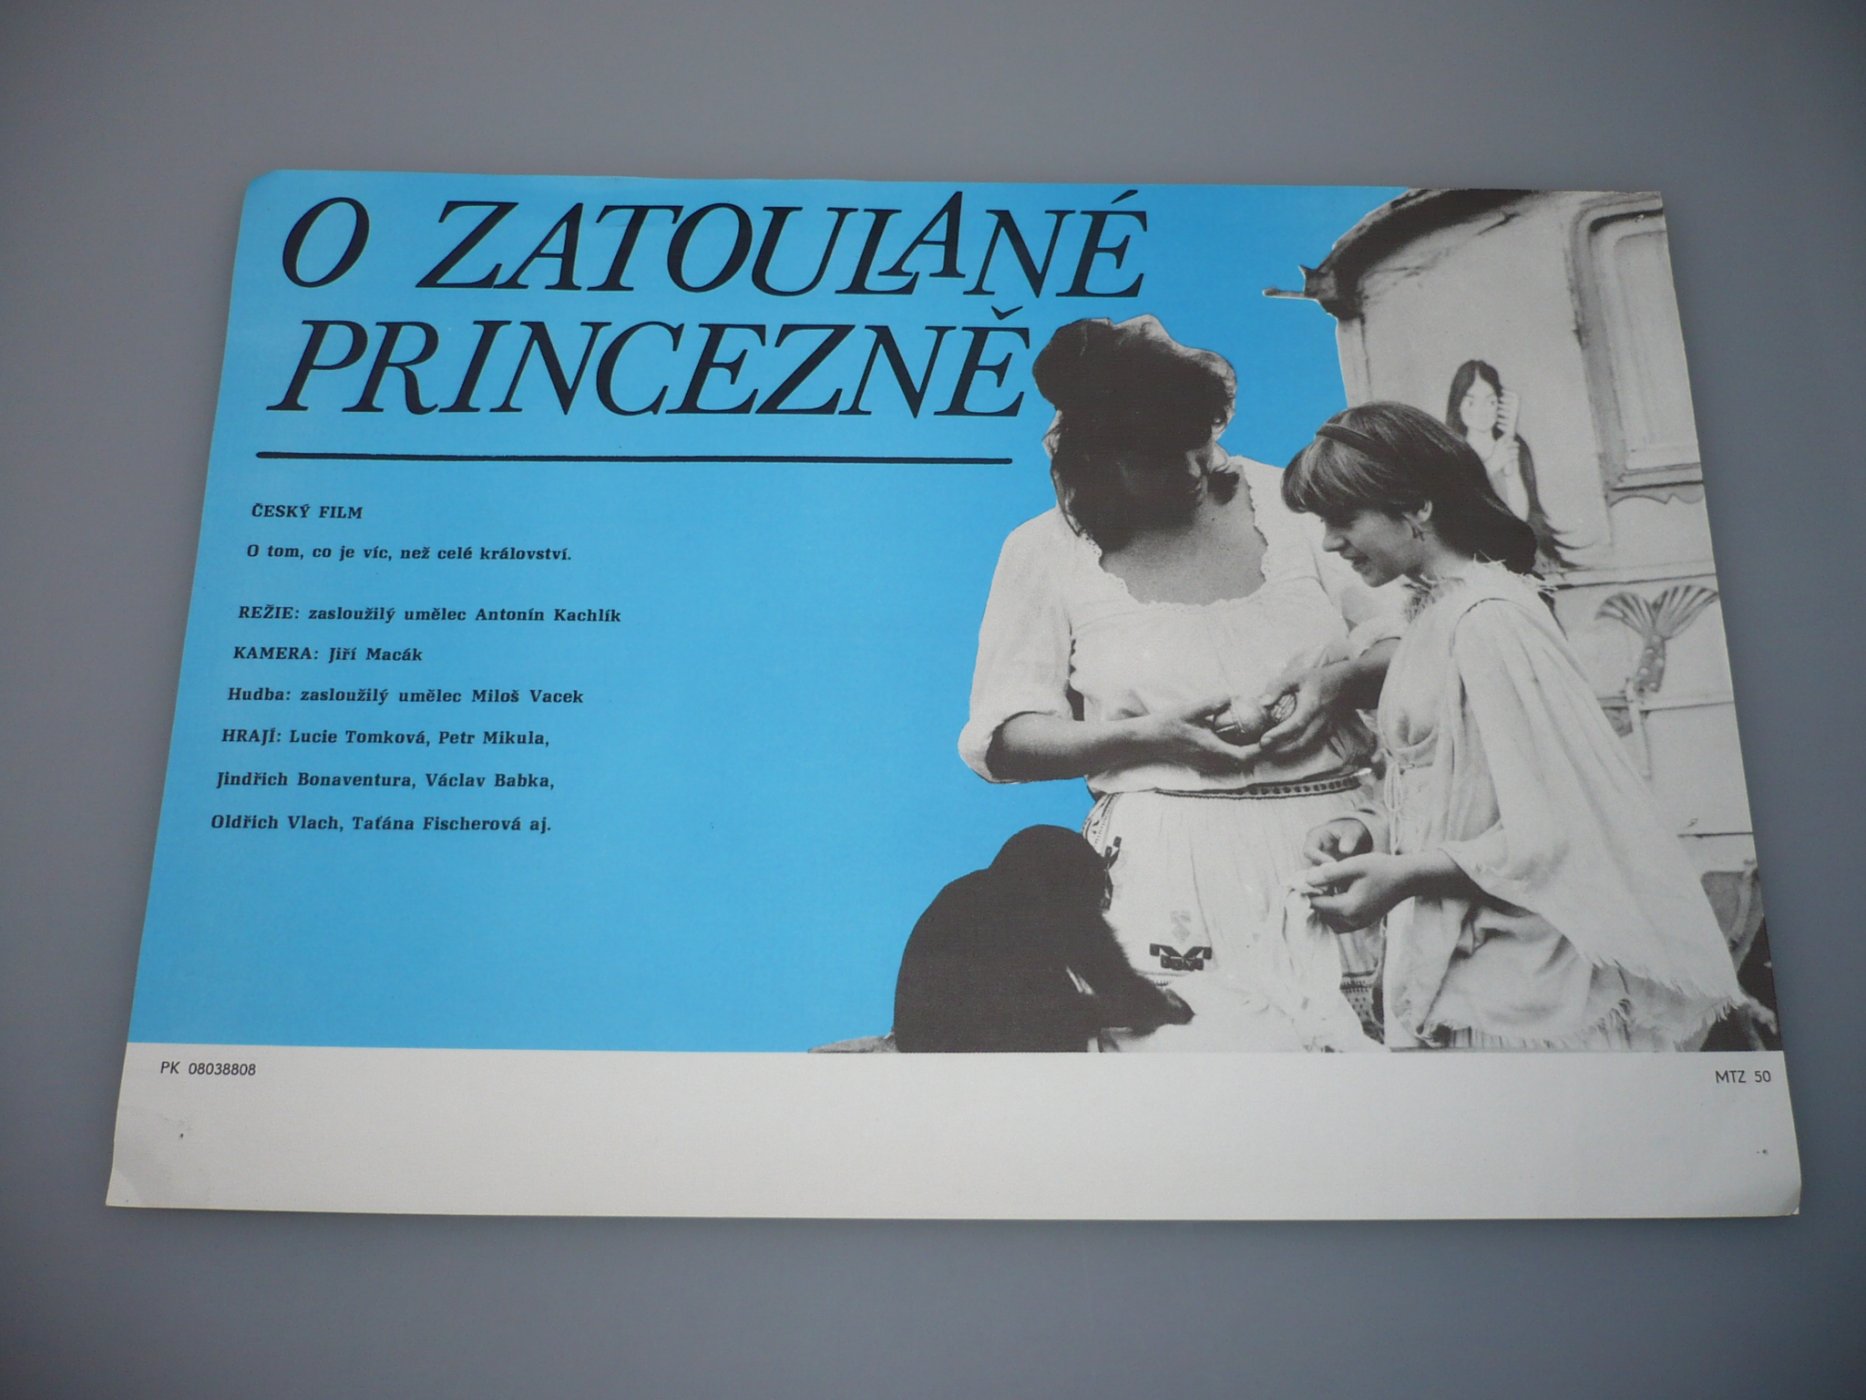 O ZATOULANÉ
PRINCEZNĚ
ČESKÝ FILM
O tom, co je víc, než celé království.
REŽIE: zasloužilý umělec Antonín Kachlík
KAMERA: Jiří Macák
Hudba: zasloužilý umělec Miloš Vacek
HRAJÍ: Lucie Tomková, Petr Mikula,
Jindřich Bonaventura, Václav Babka,
Oldřich Vlach, Taťána Fischerová aj.
PK 08038808
MTZ 50